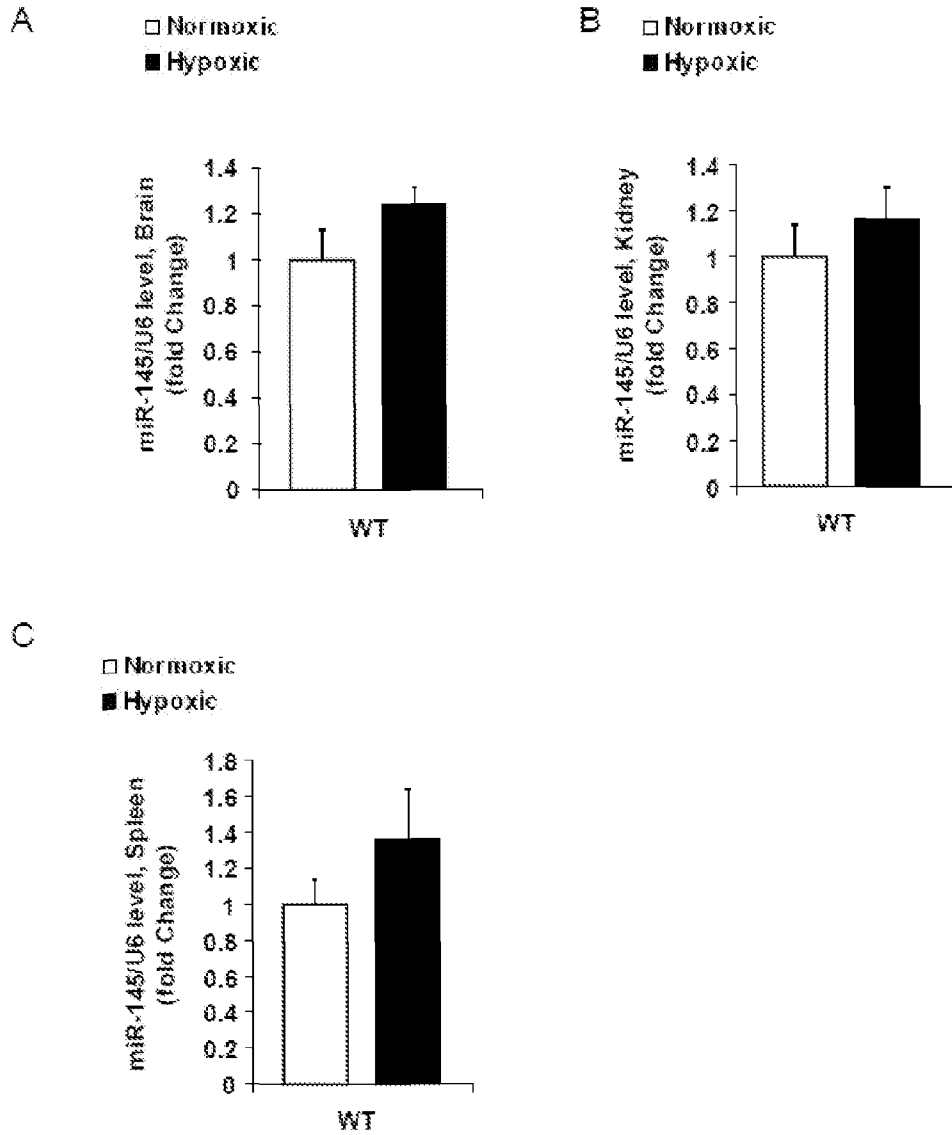 A
Normoxic
Hypoxic
miR-145/U6 level, Brain
(fold Change)
1.4
1.2
1
0.8
0.6
0.4
0.2
0
WT
B
Normoxic
Hypoxic
miR-145/U6 level, Kidney
(fold Change)
1.4
1.2
1
0.8
0.6
0.4
0.2
0
WT
C
Normoxic
Hypoxic
miR-145/U6 level, Spleen
(fold Change)
1.8
1.6
1.4
1.2
1
0.8
0.6
0.4
0.2
0
WT